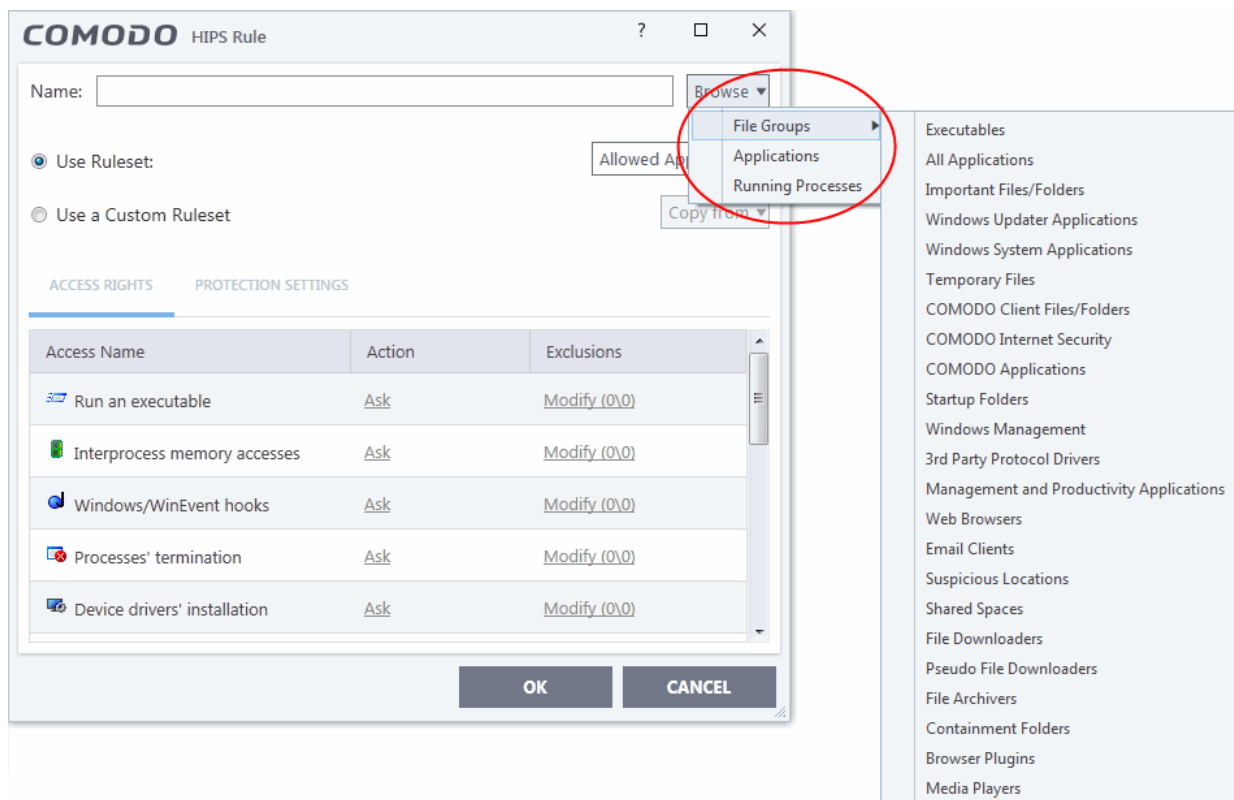 COMODO HIPS Rule
?
Name:
Browse
File Groups
Applications
Running Processes
Use Ruleset:
Allowed
Use a Custom Ruleset
Copy from
ACCESS RIGHTS PROTECTION SETTINGS
Access Name Action Exclusions
Run an executable Ask Modify (0\0)
Interprocess memory accesses Ask Modify (0\0)
Windows/WinEvent hooks Ask Modify (0\0)
Processes' termination Ask Modify (0\0)
Device drivers' installation Ask Modify (0\0)
OK CANCEL
Executables
All Applications
Important Files/Folders
Windows Updater Applications
Windows System Applications
Temporary Files
COMODO Client Files/Folders
COMODO Internet Security
COMODO Applications
Startup Folders
Windows Management
3rd Party Protocol Drivers
Management and Productivity Applications
Web Browsers
Email Clients
Suspicious Locations
Shared Spaces
File Downloaders
Pseudo File Downloaders
File Archivers
Containment Folders
Browser Plugins
Media Players